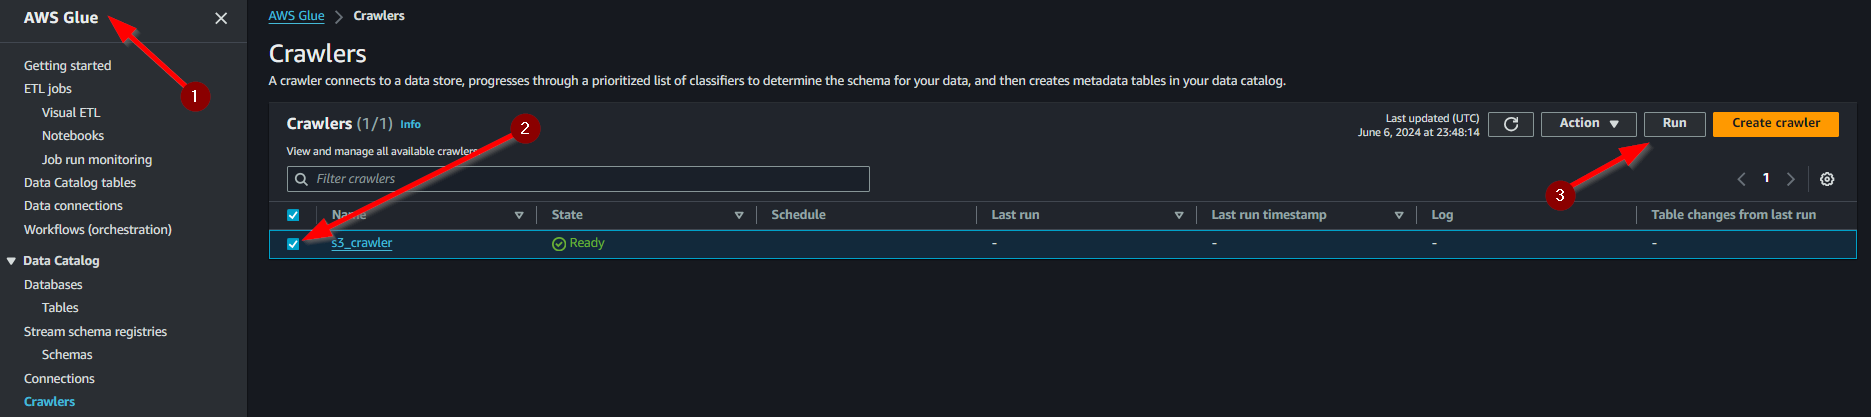 AWS Glue
Getting started
ETL jobs
Visual ETL
Notebooks
Job run monitoring
Data Catalog tables
Data connections
Workflows (orchestration)
Data Catalog
Databases
Tables
Stream schema registries
Schemas
Connections
Crawlers
1
AWS Glue > Crawlers
Crawlers
A crawler connects to a data store, progresses through a prioritized list of classifiers to determine the schema for your data, and then creates metadata tables in your data catalog.
Crawlers (1/1) Info
2
Last updated (UTC)
June 6, 2024 at 23:48:14
Action Run Create crawler
View and manage all available crawlers
Filter crawlers
1
3
Name State Schedule Last run Last run timestamp Log Table changes from last run
s3_crawler Ready - - - -